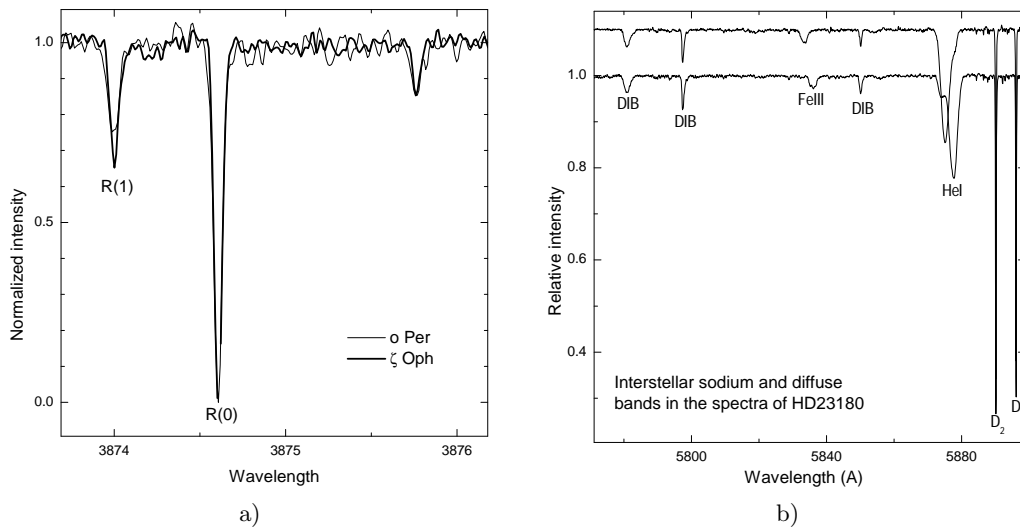 1.0
0.5
0.0
Normalized intensity
R(1)
R(0)
o Per
ζ Oph
3874
3875
3876
Wavelength
a)
1.0
0.8
0.6
0.4
Relative intensity
DIB
DIB
FeIII
DIB
HeI
D2
D
Interstellar sodium and diffuse
bands in the spectra of HD23180
5800
5840
5880
Wavelength (A)
b)